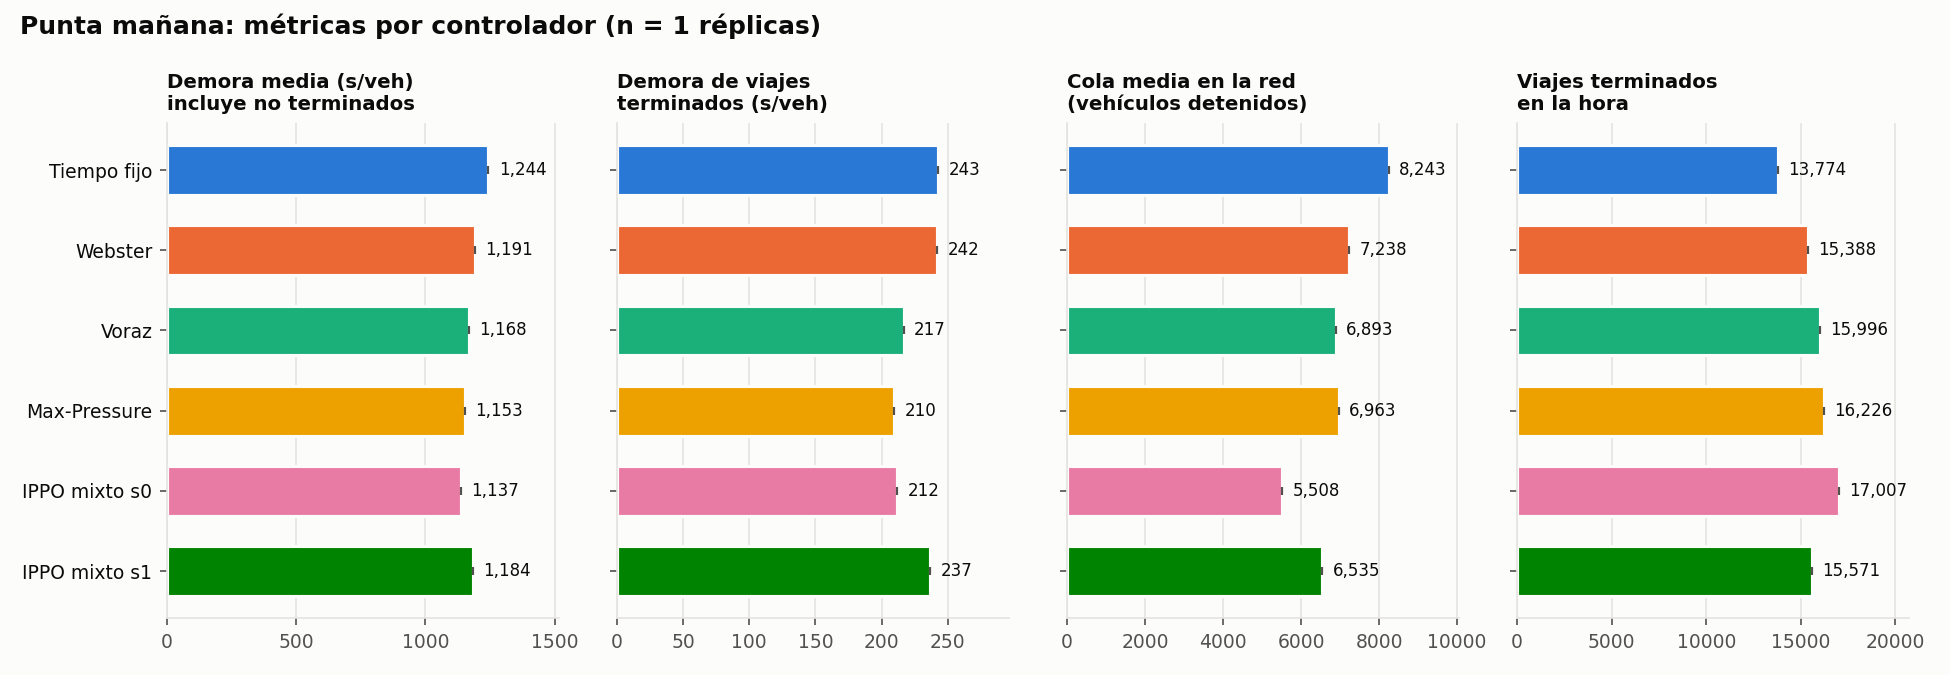 Punta mañana: métricas por controlador (n = 1 réplicas)
Demora media (s/veh)
incluye no terminados
Demora de viajes
terminados (s/veh)
Cola media en la red
(vehículos detenidos)
Viajes terminados
en la hora
Tiempo fijo 1,244 243 8,243 13,774
Webster 1,191 242 7,238 15,388
Voraz 1,168 217 6,893 15,996
Max-Pressure 1,153 210 6,963 16,226
IPPO mixto s0 1,137 212 5,508 17,007
IPPO mixto s1 1,184 237 6,535 15,571
0 500 1000 1500 0 50 100 150 200 250 0 2000 4000 6000 8000 10000 0 5000 10000 15000 20000